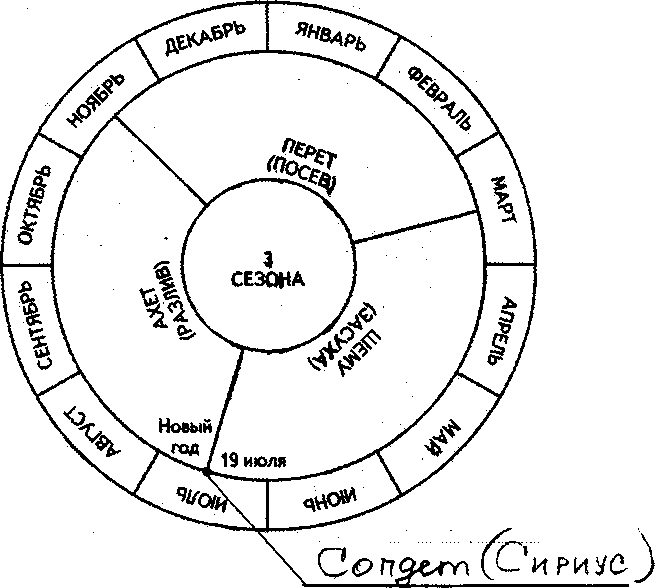 ЯНВАРЬ
ФЕВРАЛЬ
МАРТ
АПРЕЛЬ
МАЙ
ИЮНЬ
ИЮЛЬ
АВГУСТ
СЕНТЯБРЬ
ОКТЯБРЬ
НОЯБРЬ
ДЕКАБРЬ
ПЕРЕТ
(ПОСЕВ)
3
СЕЗОНА
АХЕТ
(РАЗЛИВ)
ШЕМУ
(ЗАСУХА)
Новый
год
19 июля
Сопдет (Сириус)